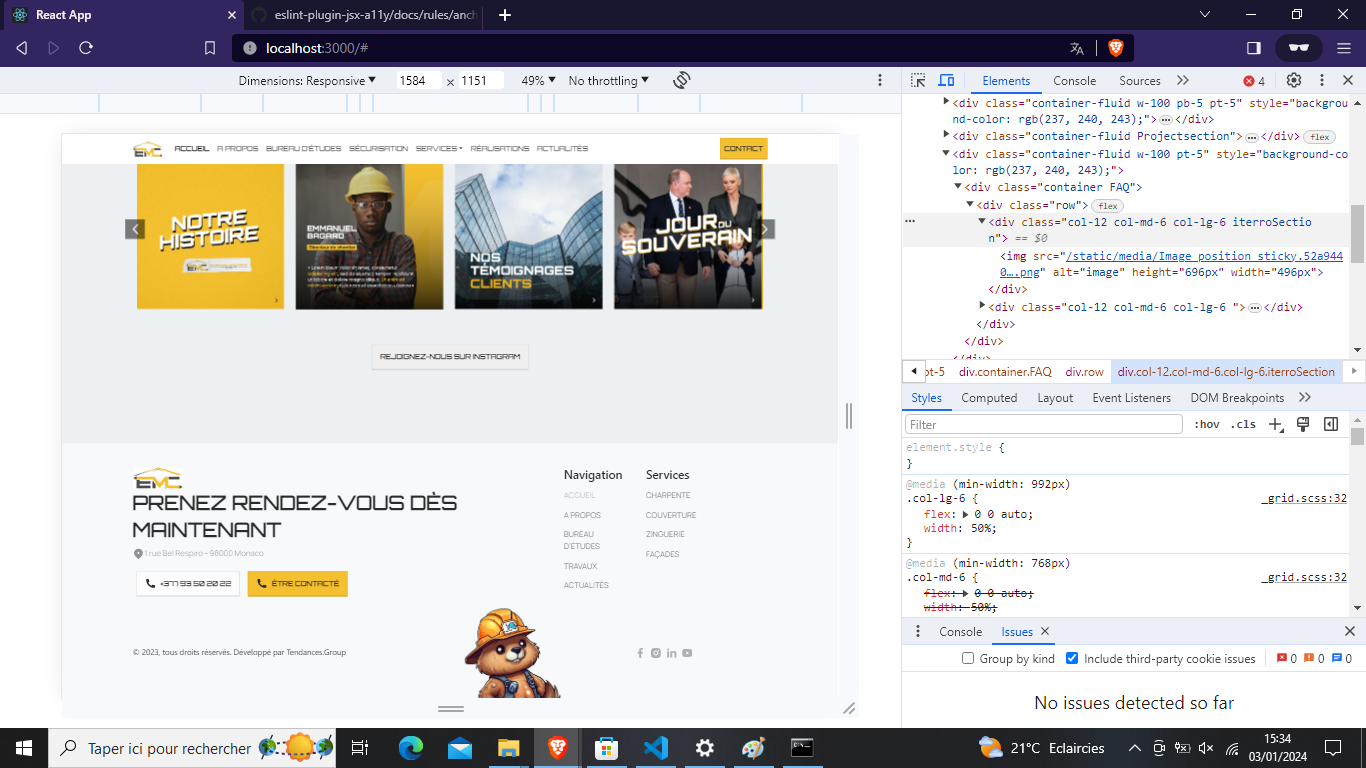 React App
eslint-plugin-jsx-a11y/docs/rules/anch
localhost:3000/#
Dimensions: Responsive 1584 × 1151 49% No throttling
Elements Console Sources 4
EMC ACCUEIL A PROPOS BUREAU D'ÉTUDES SÉCURISATION SERVICES RÉALISATIONS ACTUALITÉS CONTACT
NOTRE
HISTOIRE
EMMANUEL
BAGARD
NOS
TÉMOIGNAGES
CLIENTS
JOUR DU
SOUVERAIN
REJOIGNEZ-NOUS SUR INSTAGRAM
EMC
PRENEZ RENDEZ-VOUS DÈS
MAINTENANT
1 rue Bel Respiro - 98000 Monaco
+377 93 50 20 22 ÊTRE CONTACTÉ
Navigation
ACCUEIL
A PROPOS
BUREAU
D'ÉTUDES
TRAVAUX
ACTUALITÉS
Services
CHARPENTE
COUVERTURE
ZINGUERIE
FAÇADES
© 2023, tous droits réservés. Développé par Tendances.Group
<div class="container-fluid w-100 pb-5 pt-5" style="backgrou
nd-color: rgb(237, 240, 243);"> … </div>
<div class="container-fluid Projectsection"> … </div> flex
<div class="container-fluid w-100 pt-5" style="background-co
lor: rgb(237, 240, 243);">
<div class="container FAQ">
<div class="row"> flex
<div class="col-12 col-md-6 col-lg-6 iterroSectio
n"> == $0
<img src="/static/media/Image position sticky.52a944
0….png" alt="image" height="696px" width="496px">
</div>
<div class="col-12 col-md-6 col-lg-6 "> … </div>
</div>
</div>
</div>
pt-5 div.container.FAQ div.row div.col-12.col-md-6.col-lg-6.iterroSection
Styles Computed Layout Event Listeners DOM Breakpoints
Filter :hov .cls
element.style {
}
@media (min-width: 992px)
.col-lg-6 { _grid.scss:32
flex: 0 0 auto;
width: 50%;
}
@media (min-width: 768px)
.col-md-6 { _grid.scss:32
flex: 0 0 auto;
width: 50%;
Console Issues
Group by kind Include third-party cookie issues 0 0 0
No issues detected so far
Taper ici pour rechercher
21°C Eclaircies
15:34
03/01/2024